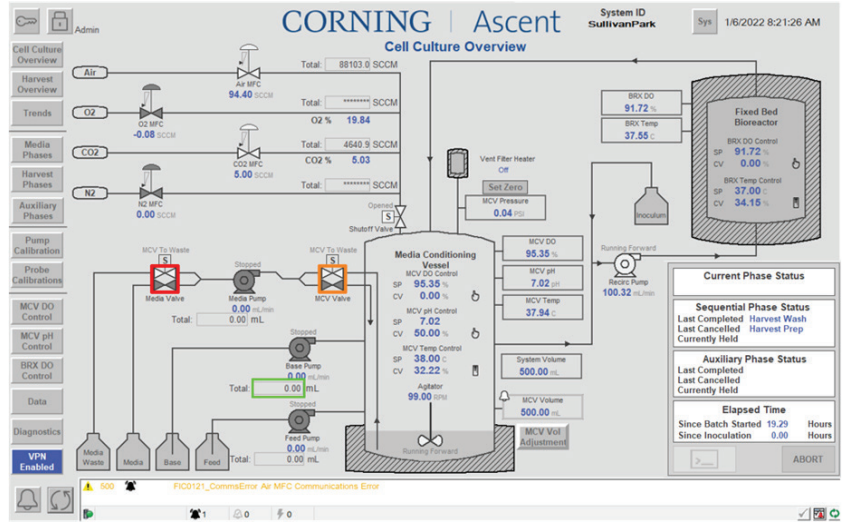 CORNING | Ascent
System ID
SullivanPark
Sys
1/6/2022 8:21:26 AM
Admin
Cell Culture Overview
Cell Culture
Overview
Harvest
Overview
Trends
Media
Phases
Harvest
Phases
Auxiliary
Phases
Pump
Calibration
Probe
Calibrations
MCV DO
Control
MCV pH
Control
BRX DO
Control
Data
Diagnostics
VPN
Enabled
Air
Air MFC
94.40 SCCM
Total: 88103.0 SCCM
O2
O2 MFC
-0.08 SCCM
Total: ******** SCCM
O2 % 19.84
CO2
CO2 MFC
5.00 SCCM
Total: 4640.9 SCCM
CO2 % 5.03
N2
N2 MFC
0.00 SCCM
Total: ******** SCCM
Opened
S
Shutoff Valve
Vent Filter Heater
Off
Set Zero
MCV Pressure
0.04 PSI
BRX DO
91.72 %
BRX Temp
37.55 C
Fixed Bed
Bioreactor
BRX DO Control
SP 91.72 %
CV 0.00 %
BRX Temp Control
SP 37.00 C
CV 34.15 %
Inoculum
Running Forward
Recirc Pump
100.32 mL/min
MCV To Waste
S
Media Valve
Stopped
Media Pump
0.00 mL/min
Total: 0.00 mL
MCV To Waste
S
MCV Valve
Stopped
Base Pump
0.00 mL/min
Total: 0.00 mL
Stopped
Feed Pump
0.00 mL/min
Total: 0.00 mL
Media
Waste
Media
Base
Feed
Media Conditioning
Vessel
MCV DO Control
SP 95.35 %
CV 0.00 %
MCV pH Control
SP 7.02
CV 50.00 %
MCV Temp Control
SP 38.00 C
CV 32.22 %
Agitator
99.00 RPM
Running Forward
MCV DO
95.35 %
MCV pH
7.02 pH
MCV Temp
37.94 C
System Volume
500.00 mL
MCV Volume
500.00 mL
MCV Vol
Adjustment
Current Phase Status
Sequential Phase Status
Last Completed Harvest Wash
Last Cancelled Harvest Prep
Currently Held
Auxiliary Phase Status
Last Completed
Last Cancelled
Currently Held
Elapsed Time
Since Batch Started 19.29 Hours
Since Inoculation 0.00 Hours
>_
ABORT
500 FIC0121_CommsError Air MFC Communications Error
1 0 0